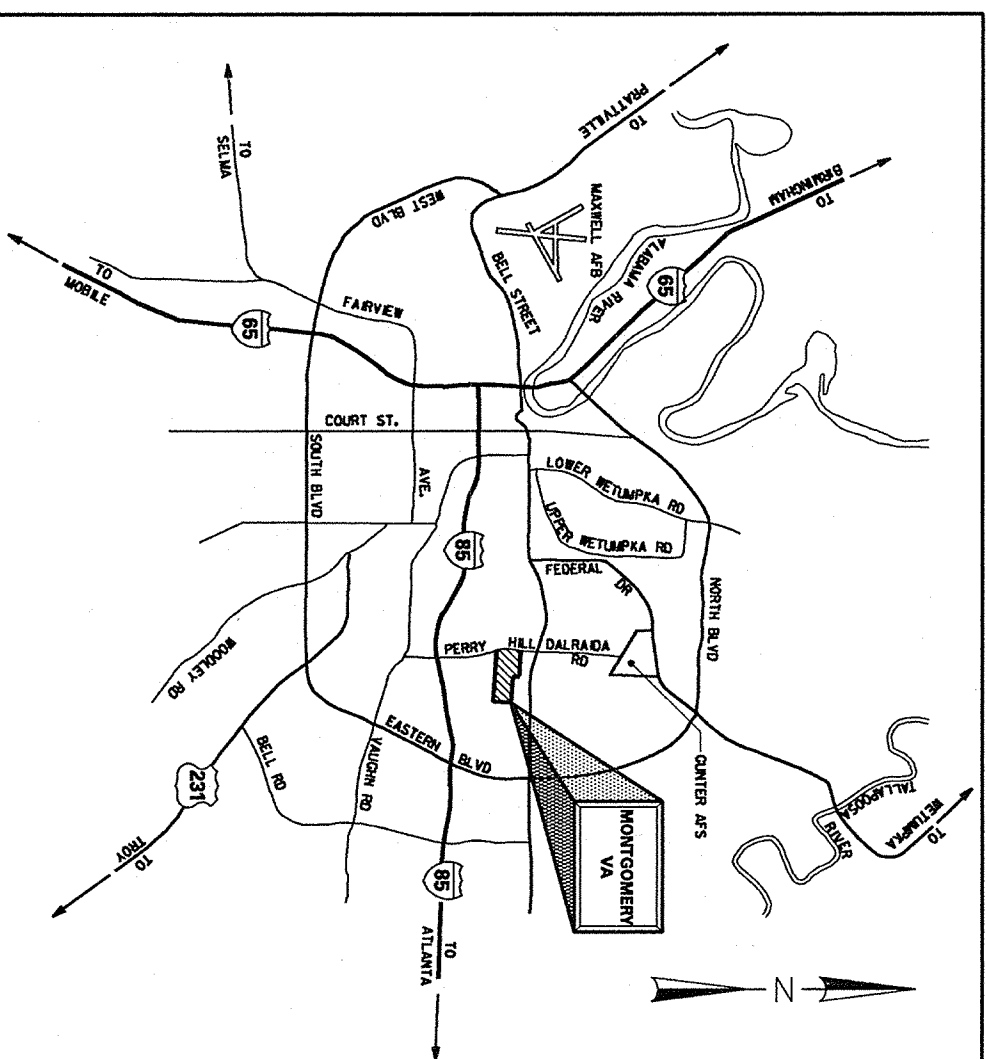 TO
PRATTVILLE
TO
BIRMINGHAM
TO
SELMA
WEST BLVD
MAXWELL AFB
ALABAMA RIVER
65
BELL STREET
TO
MOBILE
FAIRVIEW
65
COURT ST.
SOUTH BLVD
AVE.
LOWER WETUMPKA RD
UPPER WETUMPKA RD
85
FEDERAL
DR
NORTH BLVD
WOODLEY RD
PERRY HILL
DALRAIDA
RD
EASTERN BLVD
VAUGHN RD
BELL RD
231
TO
TROY
GUNTER AFS
TALLAPOOSA
RIVER
TO
WETUMPKA
MONTGOMERY
VA
85
TO
ATLANTA
N